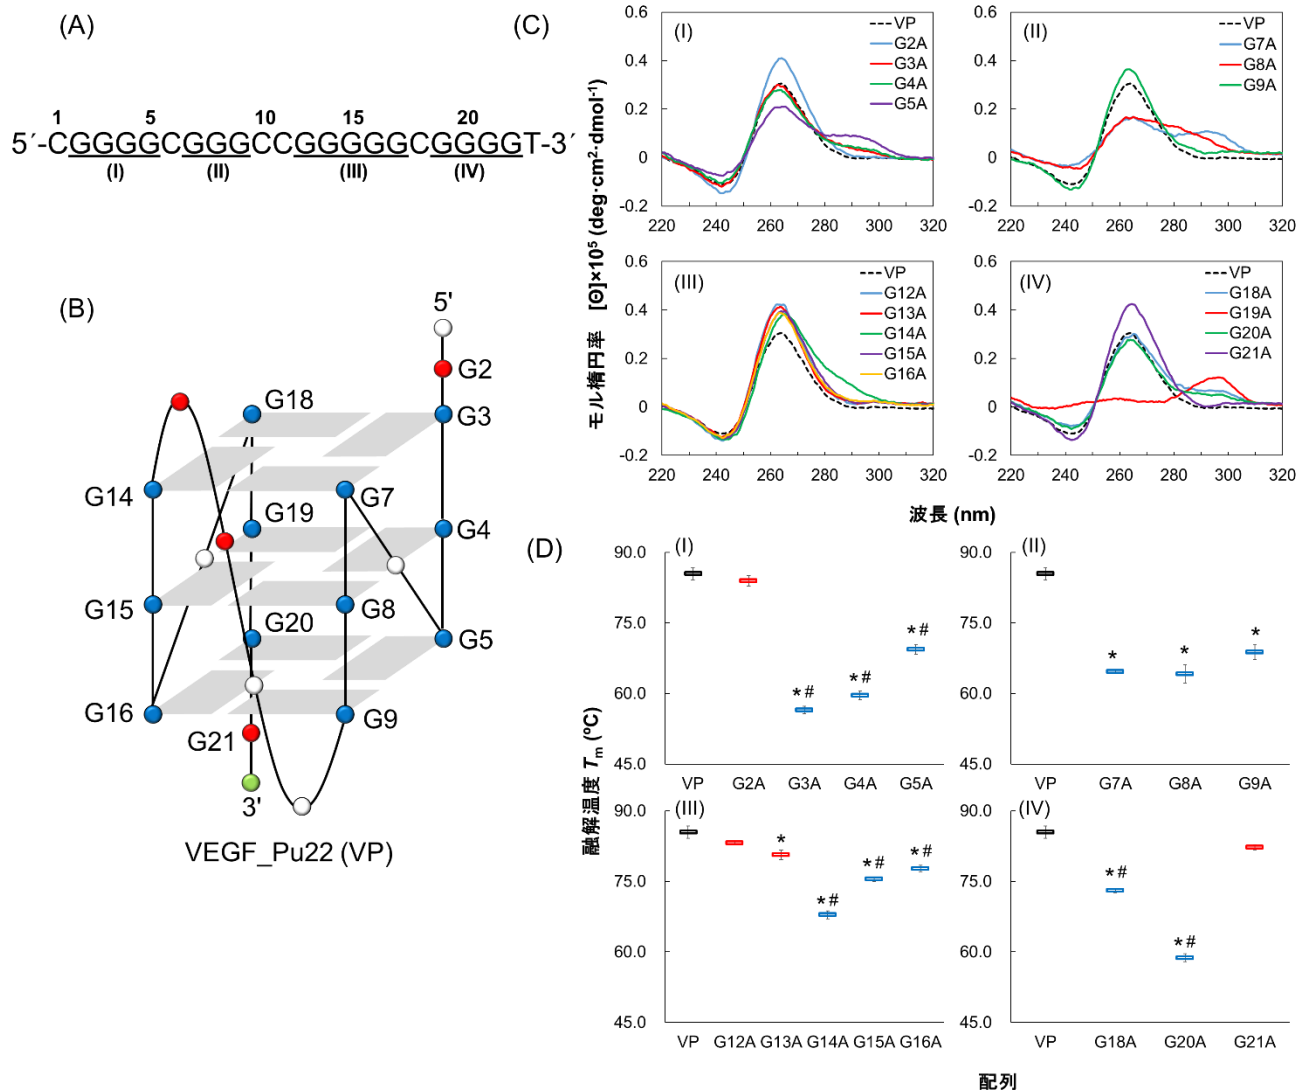 (A)
1 5 10 15 20
5´-CGGGGCGGGCCGGGGGCGGGGT-3´
(I) (II) (III) (IV)
(B)
5'
G2
G18
G3
G14
G7
G19
G4
G15
G8
G20
G5
G16
G9
G21
3'
VEGF_Pu22 (VP)
(C)
モル楕円率 [Θ]×10⁵ (deg·cm²·dmol⁻¹)
(I)
0.6
0.4
0.2
0
-0.2
220 240 260 280 300 320
VP
G2A
G3A
G4A
G5A
(II)
0.6
0.4
0.2
0
-0.2
220 240 260 280 300 320
VP
G7A
G8A
G9A
(III)
0.6
0.4
0.2
0
-0.2
220 240 260 280 300 320
VP
G12A
G13A
G14A
G15A
G16A
(IV)
0.6
0.4
0.2
0
-0.2
220 240 260 280 300 320
VP
G18A
G19A
G20A
G21A
波長 (nm)
(D)
融解温度 Tm (ºC)
(I)
90.0
75.0
60.0
45.0
* #
* #
* #
VP G2A G3A G4A G5A
(II)
90.0
75.0
60.0
45.0
*
*
*
VP G7A G8A G9A
(III)
90.0
75.0
60.0
45.0
*
* #
* #
* #
VP G12A G13A G14A G15A G16A
(IV)
90.0
75.0
60.0
45.0
* #
* #
VP G18A G20A G21A
配列